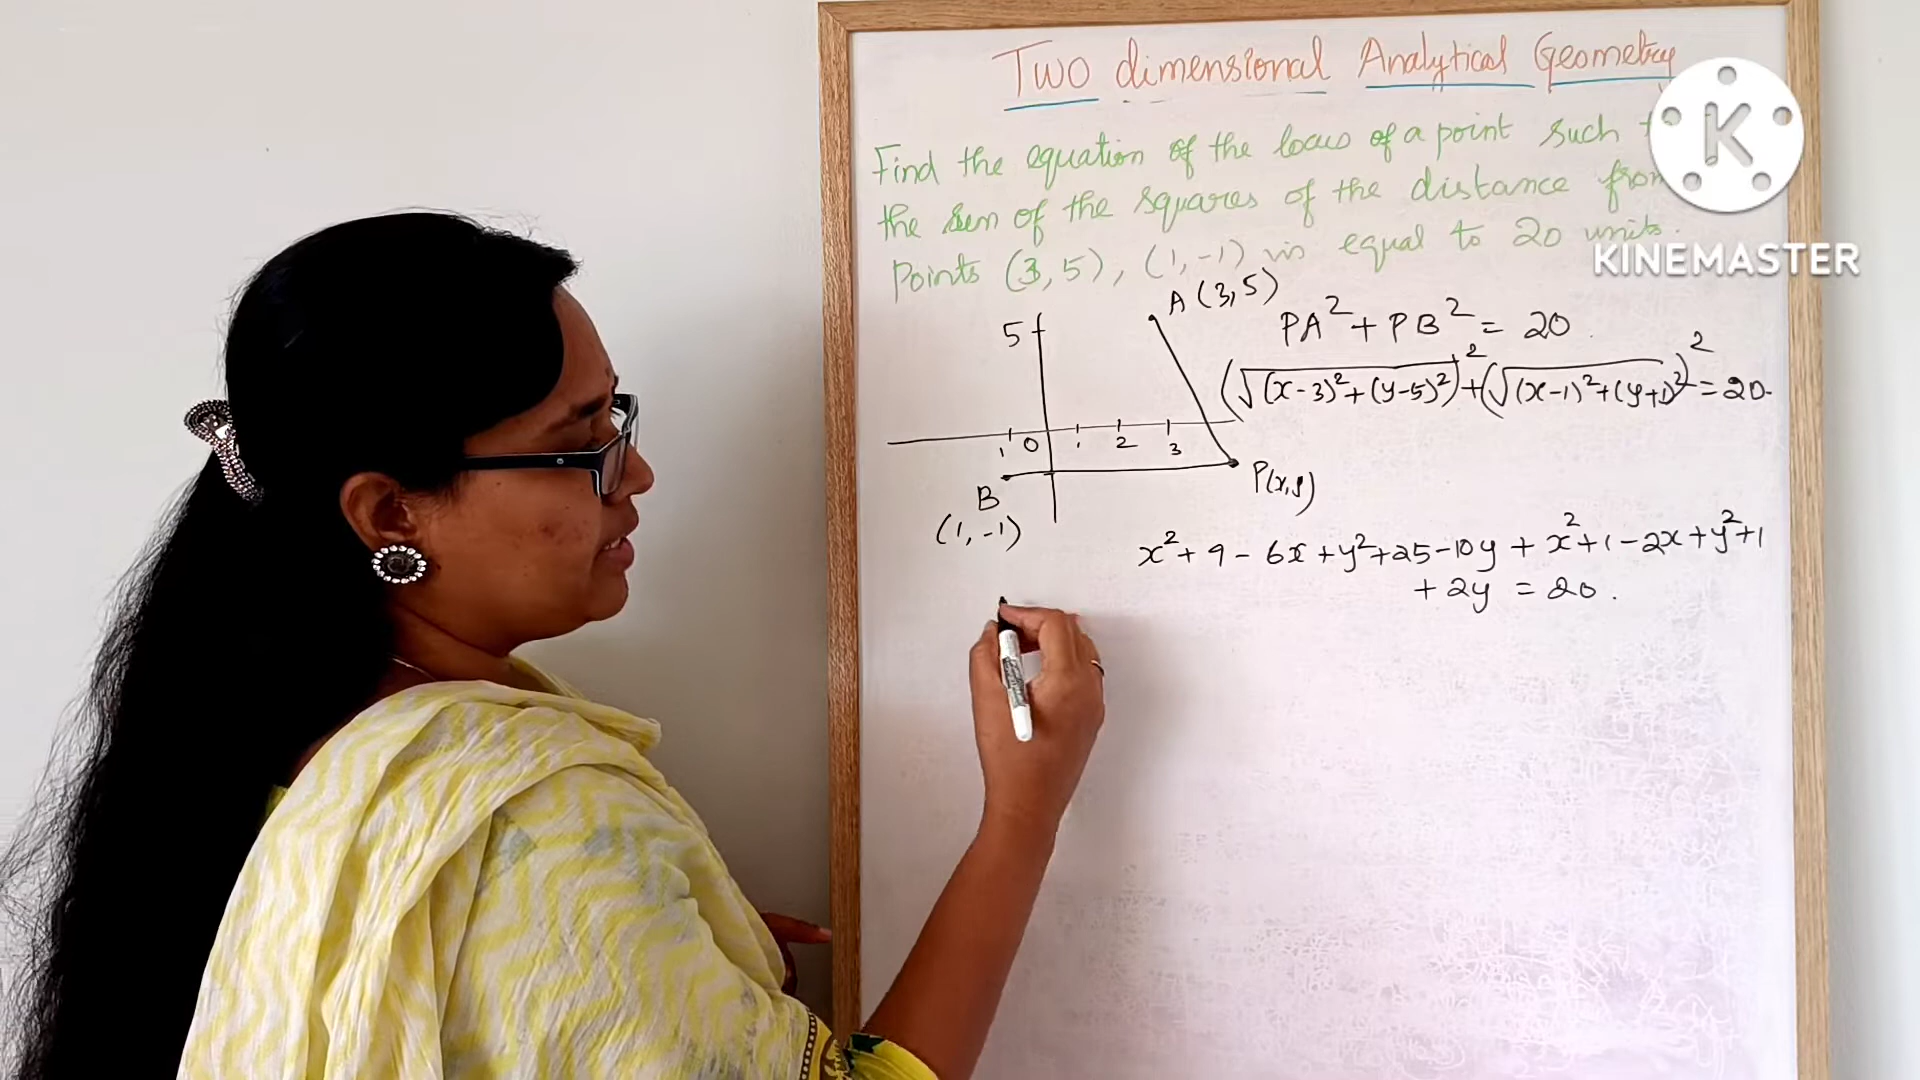 Two dimensional Analytical Geometry
Find the equation of the locus of a point such
the sum of the squares of the distance from
Points (3, 5), (1, -1) is equal to 20 units.
K
KINEMASTER
A (3, 5)
5
PA² + PB² = 20.
(√(x-3)²+(y-5)²)² + (√(x-1)²+(y+1)²)² = 20.
1 0 1 2 3
P(x,y)
B
(1, -1)
x² + 9 - 6x + y² + 25 - 10y + x² + 1 - 2x + y² + 1
+ 2y = 20.